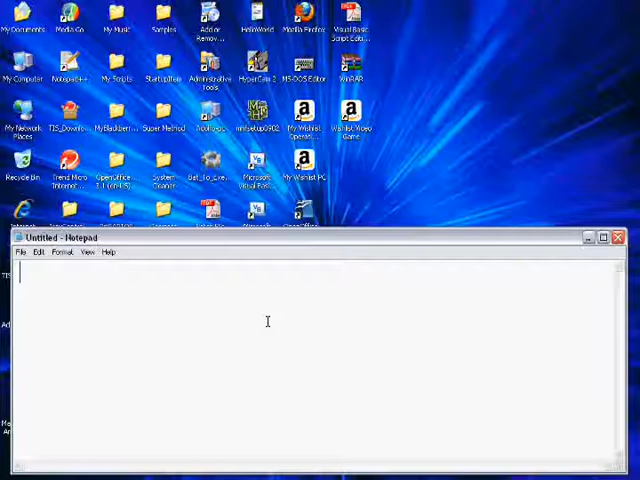 My Documents
Media Go
My Music
Samples
Add or Remov...
HelloWorld
Mozilla Firefox
Visual Basic Script Editi...
My Computer
Notepad++
My Scripts
StartupItem
Administrative Tools
HyperCam 2
MS-DOS Editor
WinRAR
My Network Places
TIS_Downlo...
MyBlackberr...
Super Method
My Wishlist Operati...
Wishlist Video Game
Recycle Bin
Trend Micro Internet...
OpenOffice... 3.1 (en-US)...
System Cleaner
Bat_To_Exe...
Microsoft Visual Basi...
My Wishlist PC
Untitled - Notepad
File Edit Format View Help